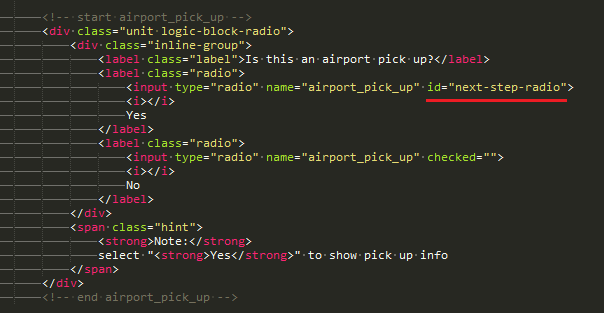 <!-- start airport_pick_up -->
<div class="unit logic-block-radio">
<div class="inline-group">
<label class="label">Is this an airport pick up?</label>
<label class="radio">
<input type="radio" name="airport_pick_up" id="next-step-radio">
<i></i>
Yes
</label>
<label class="radio">
<input type="radio" name="airport_pick_up" checked="">
<i></i>
No
</label>
</div>
<span class="hint">
<strong>Note:</strong>
select "<strong>Yes</strong>" to show pick up info
</span>
</div>
<!-- end airport_pick_up -->